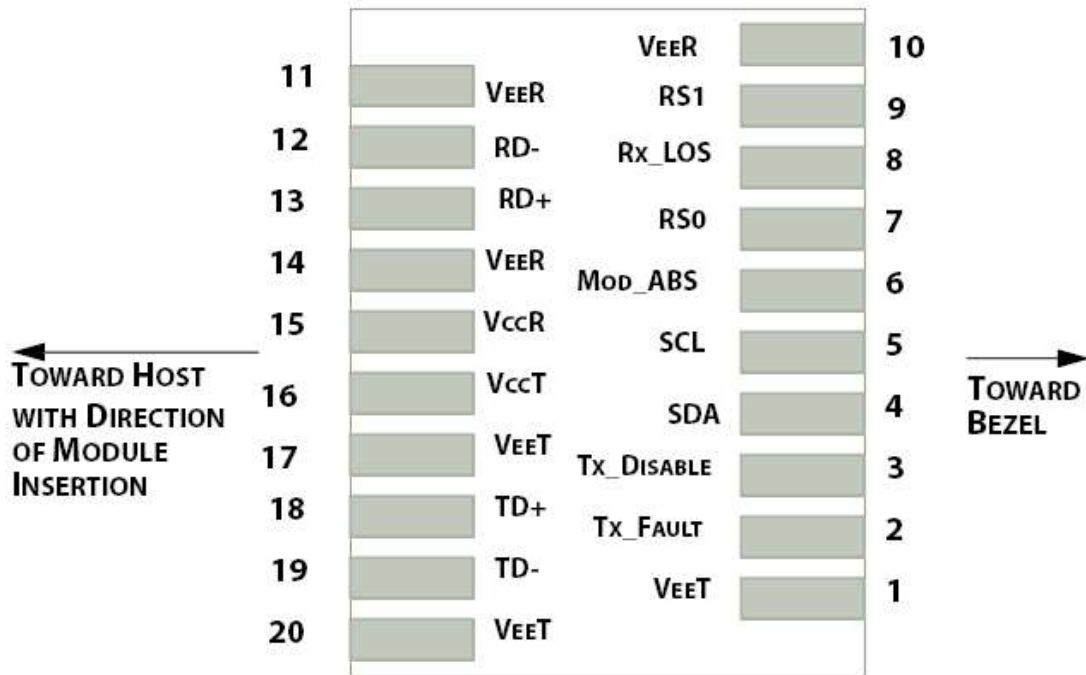 11 VEER
12 RD-
13 RD+
14 VEER
15 VCCR
16 VCCT
17 VEET
18 TD+
19 TD-
20 VEET
VEER 10
RS1 9
RX_LOS 8
RS0 7
MOD_ABS 6
SCL 5
SDA 4
TX_DISABLE 3
TX_FAULT 2
VEET 1
TOWARD HOST
WITH DIRECTION
OF MODULE
INSERTION
TOWARD
BEZEL